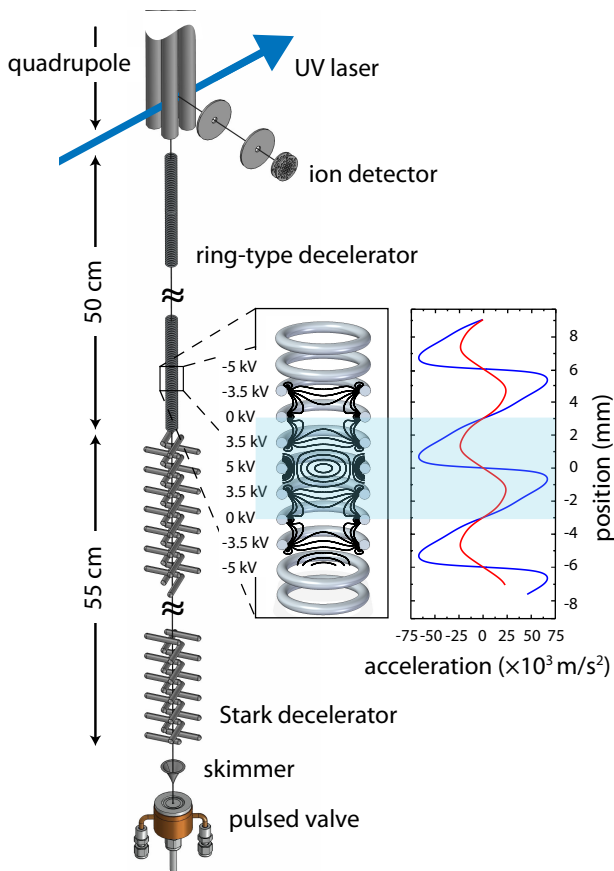 quadrupole
UV laser
ion detector
ring-type decelerator
50 cm
-5 kV
-3.5 kV
0 kV
3.5 kV
5 kV
3.5 kV
0 kV
-3.5 kV
-5 kV
8
6
4
2
0
-2
-4
-6
-8
position (mm)
-75 -50 -25 0 25 50 75
acceleration (×10³ m/s²)
55 cm
Stark decelerator
skimmer
pulsed valve